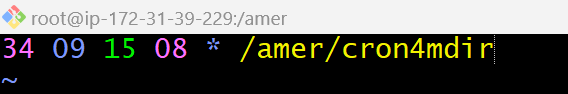 root@ip-172-31-39-229:/amer
34 09 15 08 * /amer/cron4mdir
~